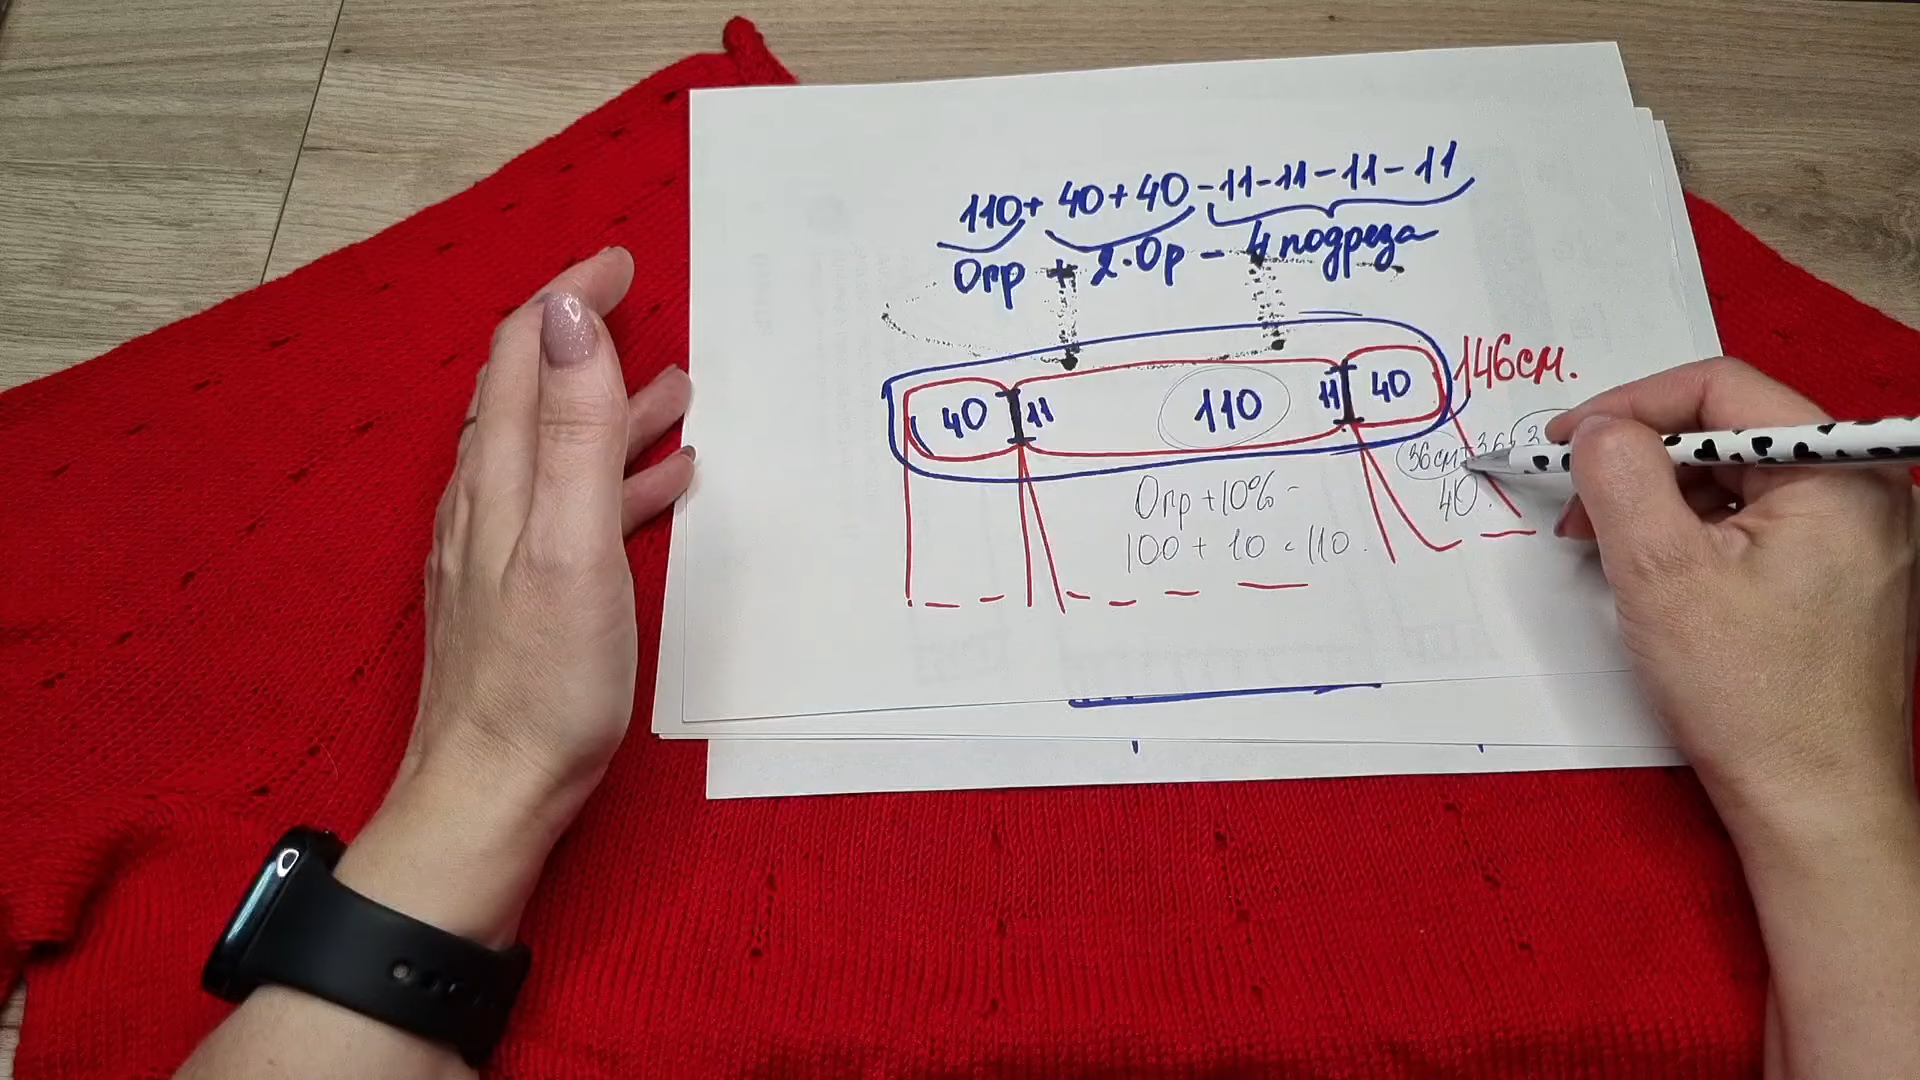 110 + 40 + 40 - 11 - 11 - 11 - 11
Огр + 2·Ор - 4 подреза
146см.
40 11 110 11 40
36см + 36
40.
Огр + 10% =
100 + 10 = 110.